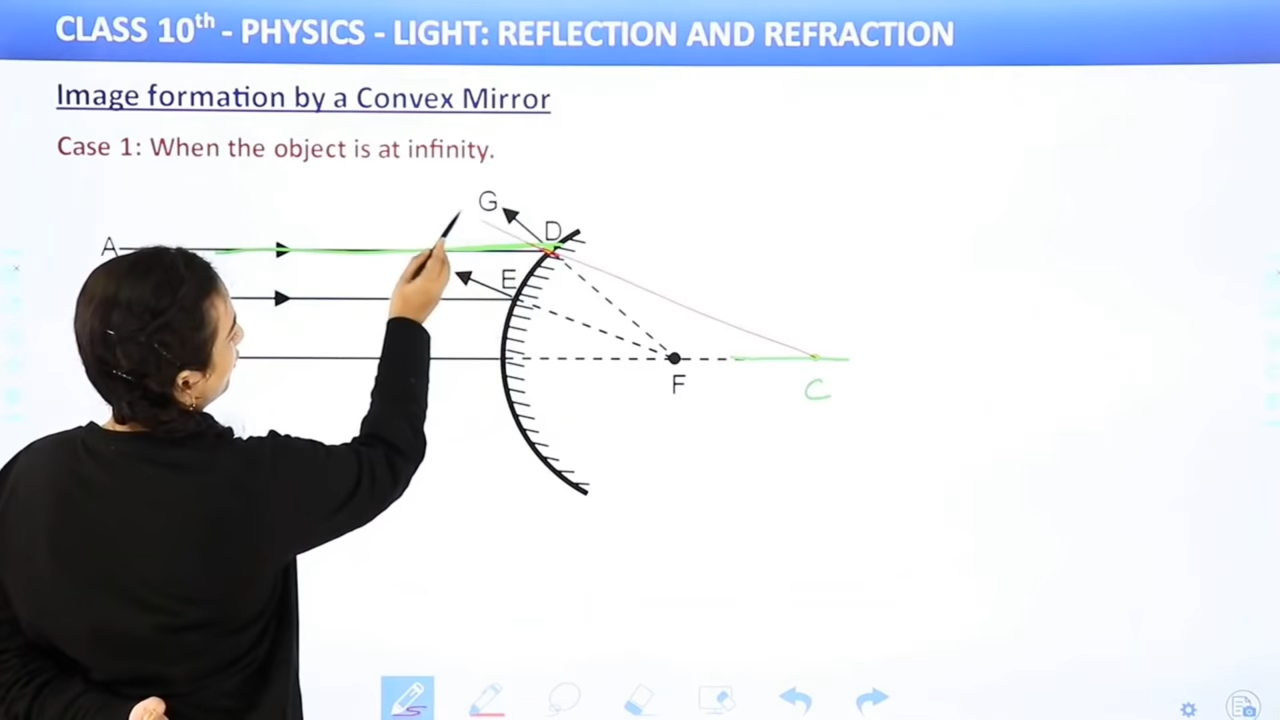 CLASS 10th - PHYSICS - LIGHT: REFLECTION AND REFRACTION
Image formation by a Convex Mirror
Case 1: When the object is at infinity.
G
D
A
E
F
C